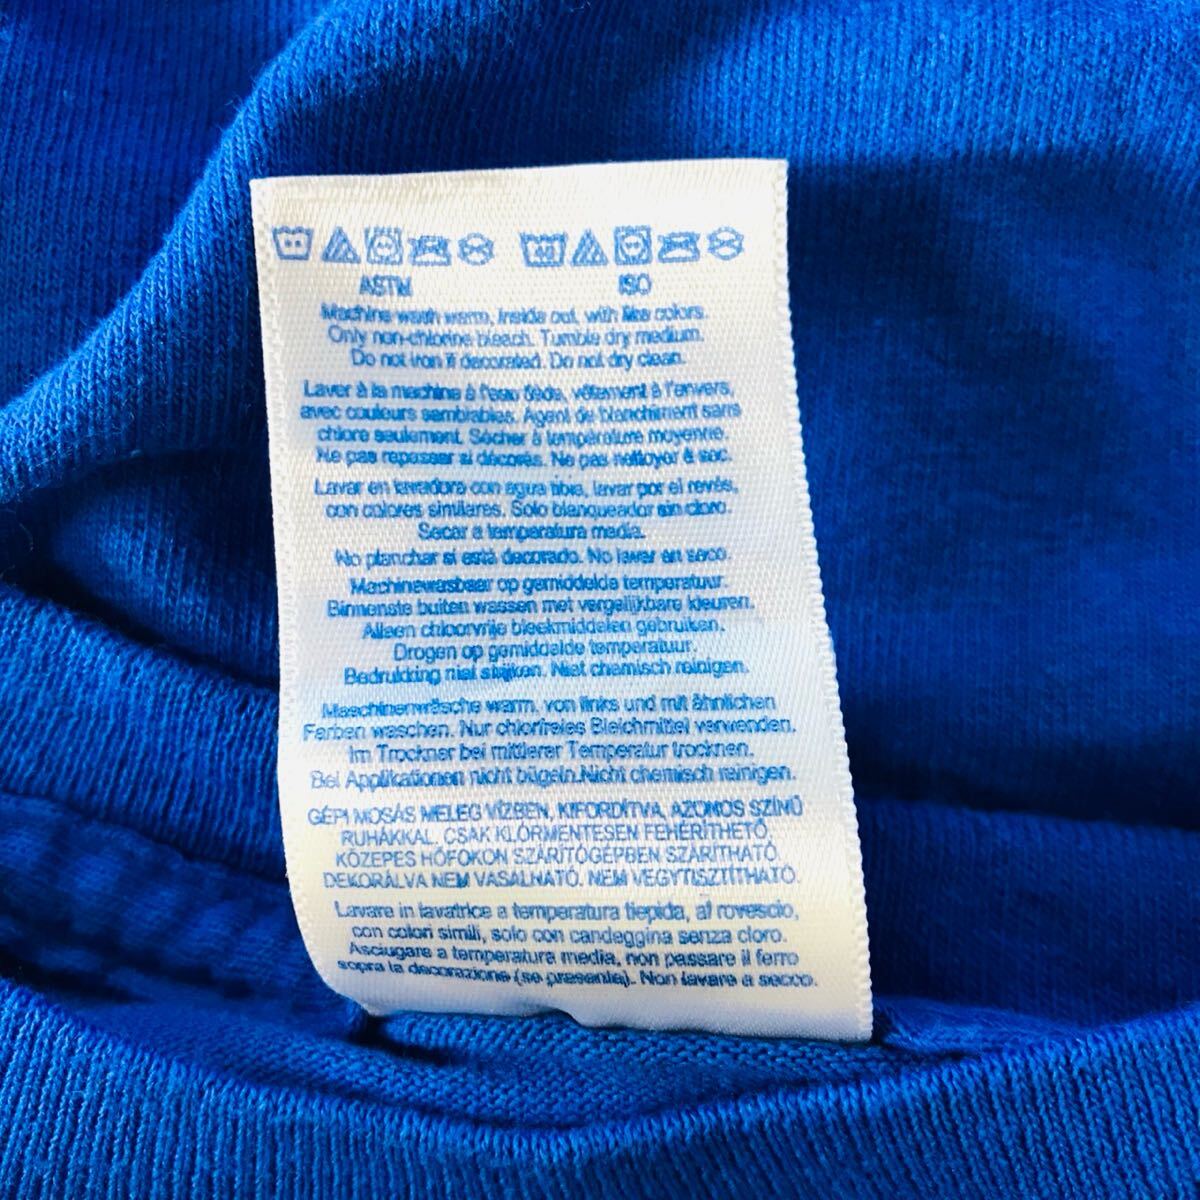 ASTM ISO
Machine wash warm, inside out, with like colors.
Only non-chlorine bleach. Tumble dry medium.
Do not iron if decorated. Do not dry clean.
Laver à la machine à l'eau tiède, vêtement à l'envers,
avec couleurs semblables. Agent de blanchiment sans
chlore seulement. Sécher à température moyenne.
Ne pas repasser si décorés. Ne pas nettoyer à sec.
Lavar en lavadora con agua tibia, lavar por el revés,
con colores similares. Solo blanqueador sin cloro.
Secar a temperatura media.
No planchar si está decorado. No lavar en seco.
Machinewasbaar op gemiddelde temperatuur.
Binnenste buiten wassen met vergelijkbare kleuren.
Alleen chloorvrije bleekmiddelen gebruiken.
Drogen op gemiddelde temperatuur.
Bedrukking niet strijken. Niet chemisch reinigen.
Maschinenwäsche warm, von links und mit ähnlichen
Farben waschen. Nur chlorfreies Bleichmittel verwenden.
Im Trockner bei mittlerer Temperatur trocknen.
Bei Applikationen nicht bügeln.Nicht chemisch reinigen.
GÉPI MOSÁS MELEG VÍZBEN, KIFORDÍTVA, AZONOS SZÍNŰ
RUHÁKKAL, CSAK KLÓRMENTESEN FEHÉRÍTHETŐ,
KÖZEPES HŐFOKON SZÁRÍTÓGÉPBEN SZÁRÍTHATÓ.
DEKORÁLVA NEM VASALHATÓ. NEM VEGYTISZTÍTHATÓ.
Lavare in lavatrice a temperatura tiepida, al rovescio,
con colori simili, solo con candeggina senza cloro.
Asciugare a temperatura media, non passare il ferro
sopra la decorazione (se presente). Non lavare a secco.